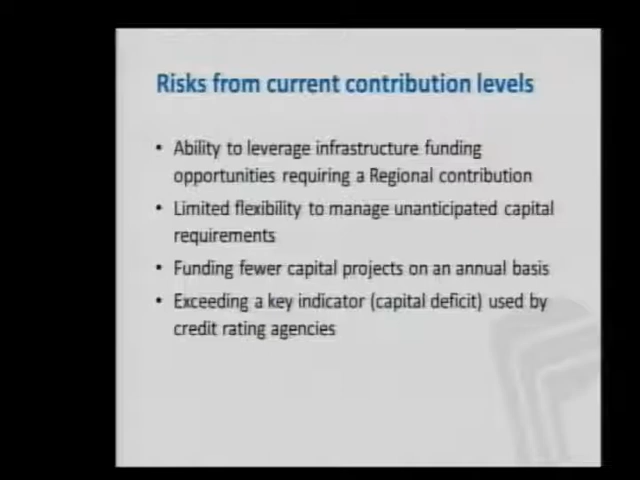 Risks from current contribution levels
• Ability to leverage infrastructure funding
opportunities requiring a Regional contribution
• Limited flexibility to manage unanticipated capital
requirements
• Funding fewer capital projects on an annual basis
• Exceeding a key indicator (capital deficit) used by
credit rating agencies